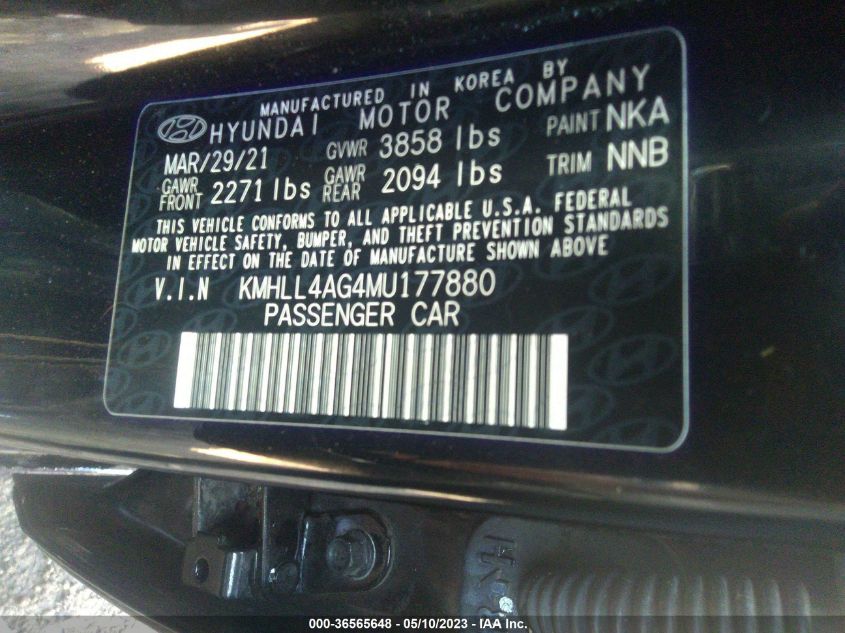 MANUFACTURED IN KOREA BY
HYUNDAI MOTOR COMPANY
MAR/29/21 GVWR 3858 lbs PAINT NKA
GAWR FRONT 2271 lbs GAWR REAR 2094 lbs TRIM NNB
THIS VEHICLE CONFORMS TO ALL APPLICABLE U.S.A. FEDERAL
MOTOR VEHICLE SAFETY, BUMPER, AND THEFT PREVENTION STANDARDS
IN EFFECT ON THE DATE OF MANUFACTURE SHOWN ABOVE
V.I.N KMHLL4AG4MU177880
PASSENGER CAR
000-36565648 - 05/10/2023 - IAA Inc.